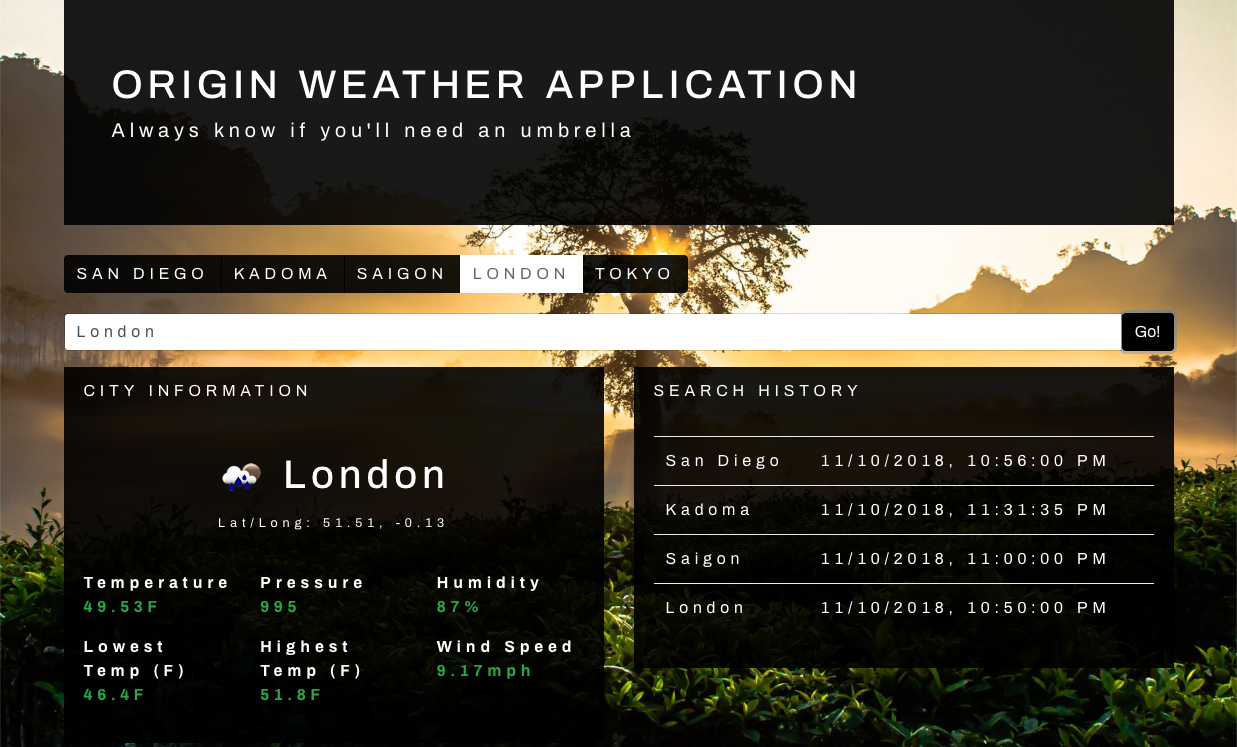 ORIGIN WEATHER APPLICATION
Always know if you'll need an umbrella
SAN DIEGO KADOMA SAIGON LONDON TOKYO
London Go!
CITY INFORMATION
London
Lat/Long: 51.51, -0.13
Temperature Pressure Humidity
49.53F 995 87%
Lowest Highest Wind Speed
Temp (F) Temp (F) 9.17mph
46.4F 51.8F
SEARCH HISTORY
San Diego 11/10/2018, 10:56:00 PM
Kadoma 11/10/2018, 11:31:35 PM
Saigon 11/10/2018, 11:00:00 PM
London 11/10/2018, 10:50:00 PM